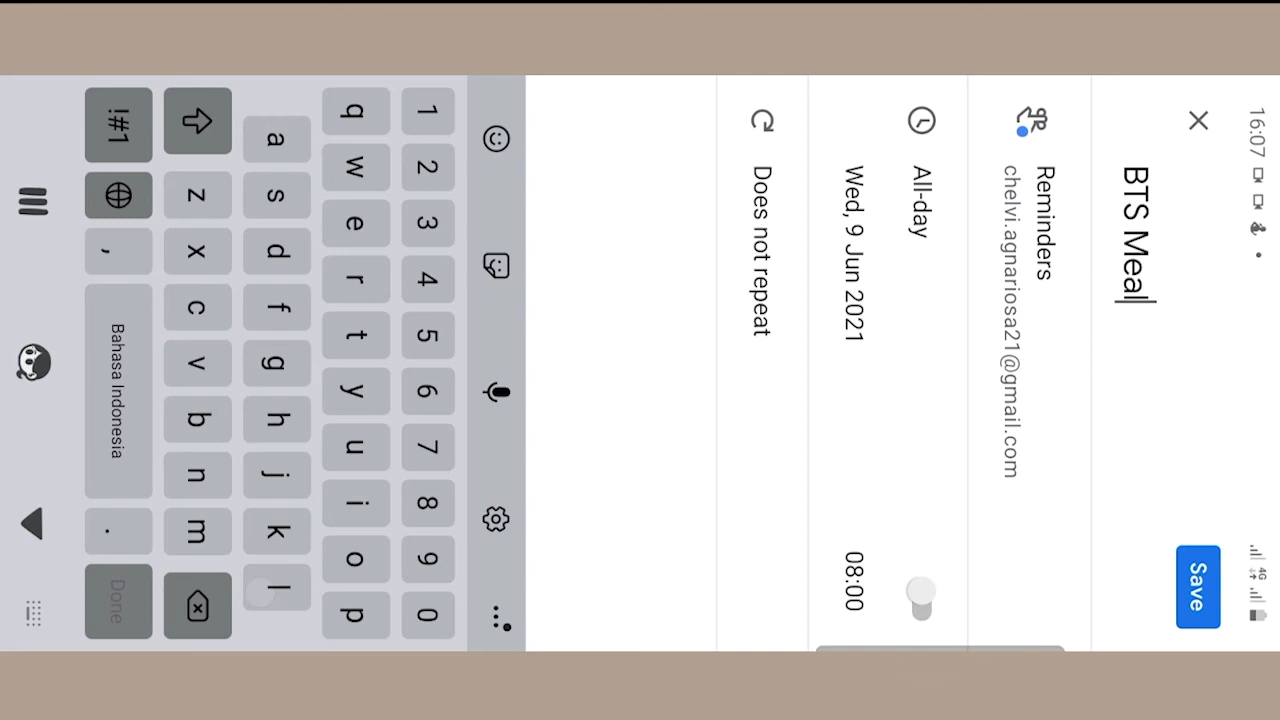 16:07
4G
Save
BTS Meal
Reminders
chelvi.agnariosa21@gmail.com
All-day
Wed, 9 Jun 2021 08:00
Does not repeat
1 2 3 4 5 6 7 8 9 0
q w e r t y u i o p
a s d f g h j k l
z x c v b n m
!#1 , Bahasa Indonesia . Done